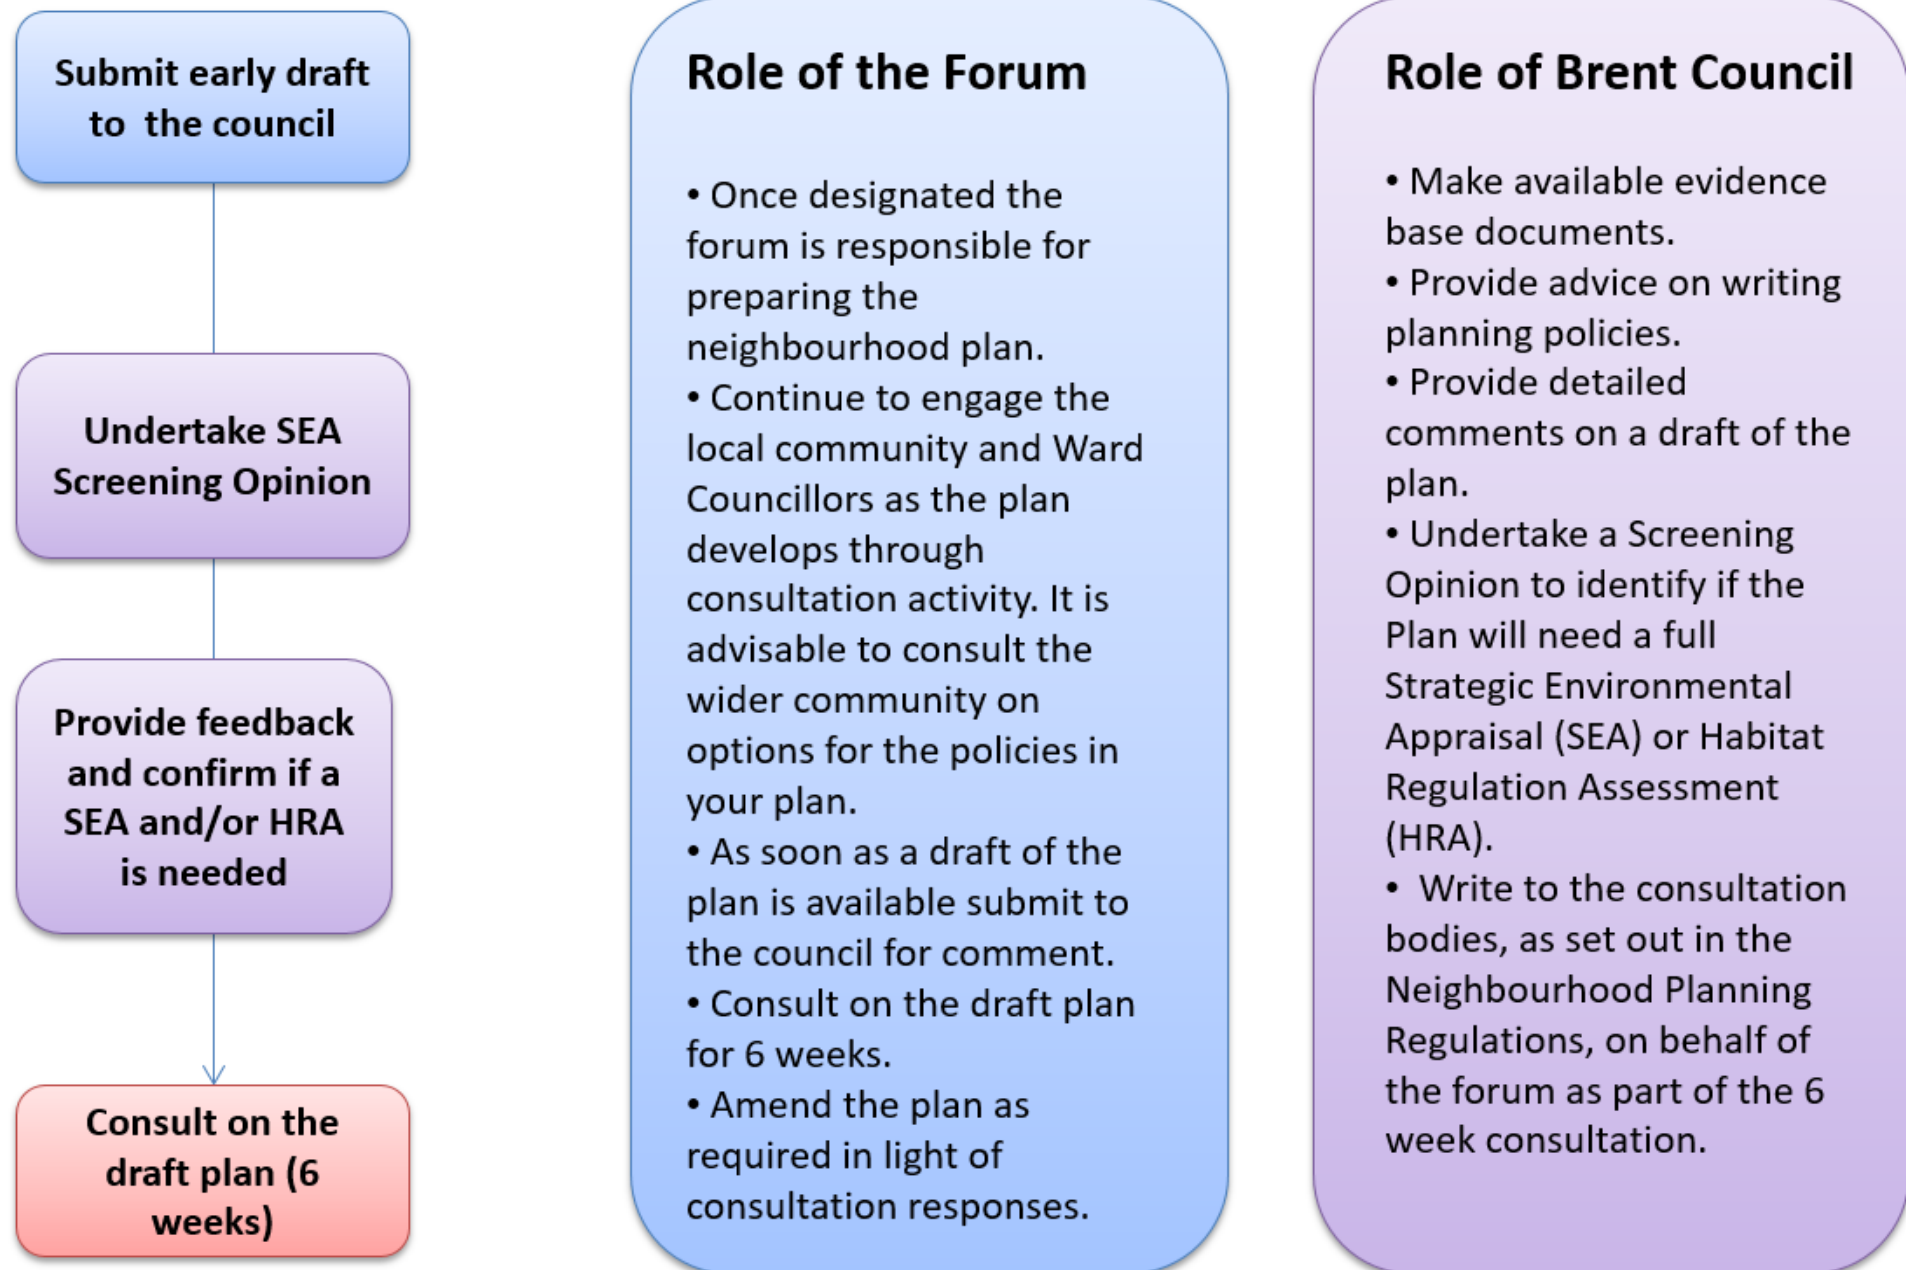 Submit early draft
to the council
Undertake SEA
Screening Opinion
Provide feedback
and confirm if a
SEA and/or HRA
is needed
Consult on the
draft plan (6
weeks)
Role of the Forum
• Once designated the
forum is responsible for
preparing the
neighbourhood plan.
• Continue to engage the
local community and Ward
Councillors as the plan
develops through
consultation activity. It is
advisable to consult the
wider community on
options for the policies in
your plan.
• As soon as a draft of the
plan is available submit to
the council for comment.
• Consult on the draft plan
for 6 weeks.
• Amend the plan as
required in light of
consultation responses.
Role of Brent Council
• Make available evidence
base documents.
• Provide advice on writing
planning policies.
• Provide detailed
comments on a draft of the
plan.
• Undertake a Screening
Opinion to identify if the
Plan will need a full
Strategic Environmental
Appraisal (SEA) or Habitat
Regulation Assessment
(HRA).
• Write to the consultation
bodies, as set out in the
Neighbourhood Planning
Regulations, on behalf of
the forum as part of the 6
week consultation.